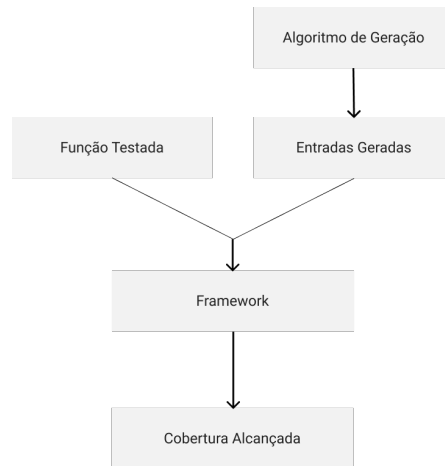 Algoritmo de Geração
Função Testada
Entradas Geradas
Framework
Cobertura Alcançada